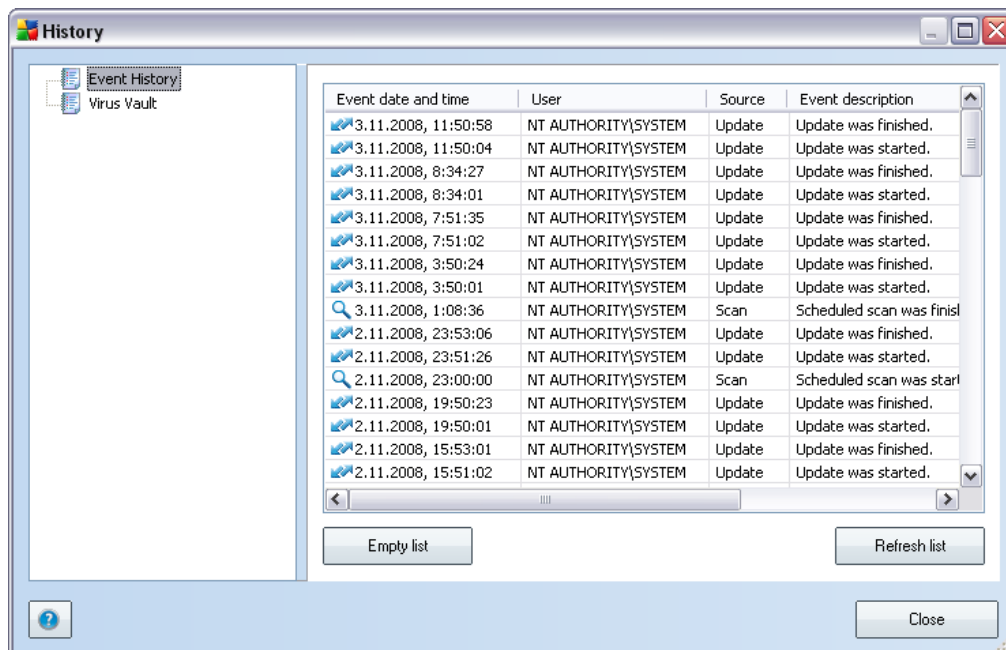 History
Event History
Virus Vault
Event date and time User Source Event description
3.11.2008, 11:50:58 NT AUTHORITY\SYSTEM Update Update was finished.
3.11.2008, 11:50:04 NT AUTHORITY\SYSTEM Update Update was started.
3.11.2008, 8:34:27 NT AUTHORITY\SYSTEM Update Update was finished.
3.11.2008, 8:34:01 NT AUTHORITY\SYSTEM Update Update was started.
3.11.2008, 7:51:35 NT AUTHORITY\SYSTEM Update Update was finished.
3.11.2008, 7:51:02 NT AUTHORITY\SYSTEM Update Update was started.
3.11.2008, 3:50:24 NT AUTHORITY\SYSTEM Update Update was finished.
3.11.2008, 3:50:01 NT AUTHORITY\SYSTEM Update Update was started.
3.11.2008, 1:08:36 NT AUTHORITY\SYSTEM Scan Scheduled scan was finish
2.11.2008, 23:53:06 NT AUTHORITY\SYSTEM Update Update was finished.
2.11.2008, 23:51:26 NT AUTHORITY\SYSTEM Update Update was started.
2.11.2008, 23:00:00 NT AUTHORITY\SYSTEM Scan Scheduled scan was start
2.11.2008, 19:50:23 NT AUTHORITY\SYSTEM Update Update was finished.
2.11.2008, 19:50:01 NT AUTHORITY\SYSTEM Update Update was started.
2.11.2008, 15:53:01 NT AUTHORITY\SYSTEM Update Update was finished.
2.11.2008, 15:51:02 NT AUTHORITY\SYSTEM Update Update was started.
Empty list
Refresh list
?
Close